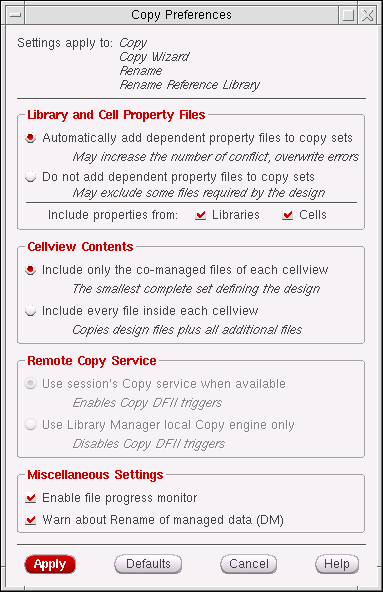 Copy Preferences
Settings apply to: Copy
Copy Wizard
Rename
Rename Reference Library
Library and Cell Property Files
Automatically add dependent property files to copy sets
May increase the number of conflict, overwrite errors
Do not add dependent property files to copy sets
May exclude some files required by the design
Include properties from: Libraries Cells
Cellview Contents
Include only the co-managed files of each cellview
The smallest complete set defining the design
Include every file inside each cellview
Copies design files plus all additional files
Remote Copy Service
Use session's Copy service when available
Enables Copy DFII triggers
Use Library Manager local Copy engine only
Disables Copy DFII triggers
Miscellaneous Settings
Enable file progress monitor
Warn about Rename of managed data (DM)
Apply Defaults Cancel Help